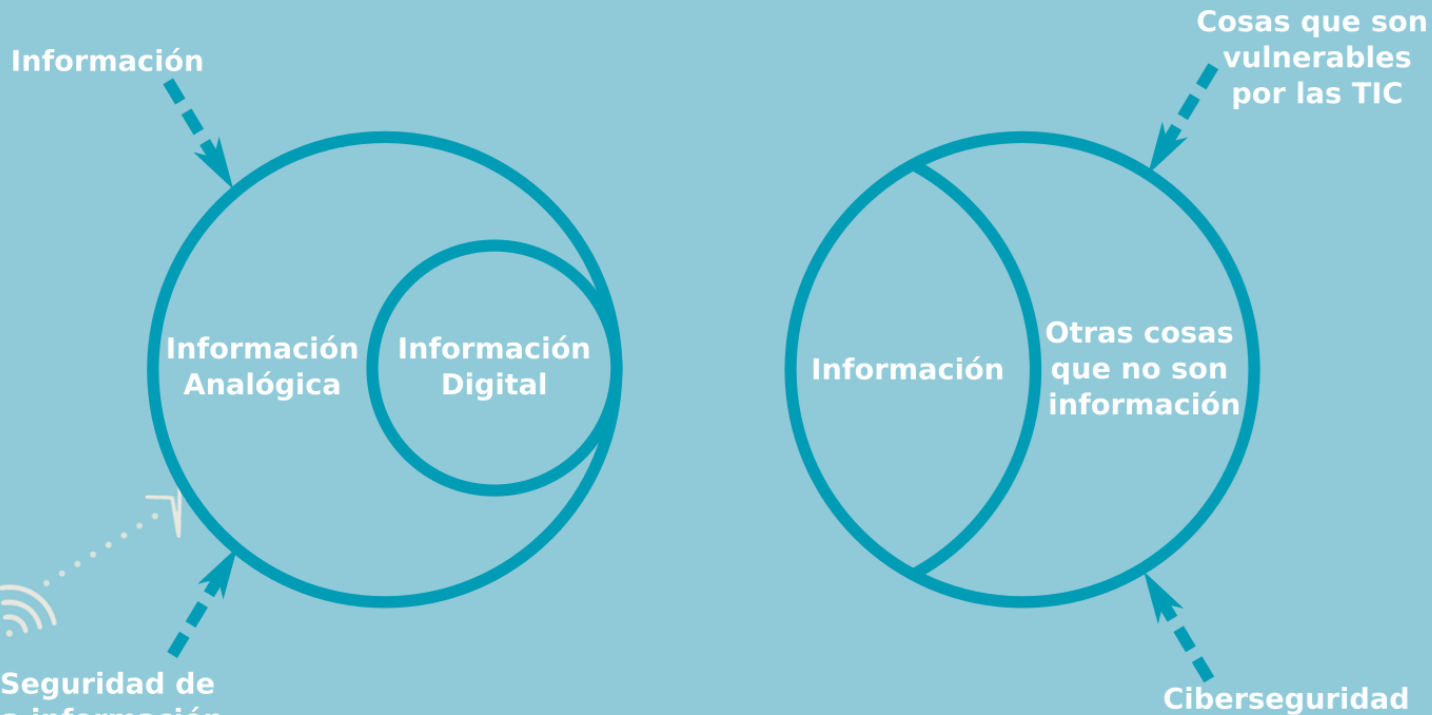 Información
Cosas que son
vulnerables
por las TIC
Información
Analógica
Información
Digital
Información
Otras cosas
que no son
información
Seguridad de
a información
Ciberseguridad